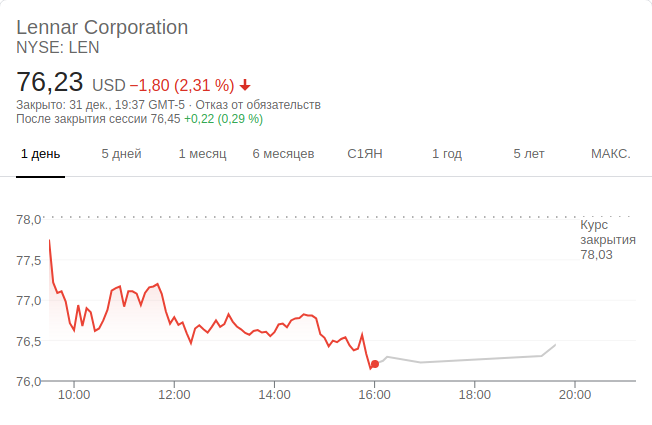 Lennar Corporation
NYSE: LEN
76,23 USD −1,80 (2,31 %)
Закрыто: 31 дек., 19:37 GMT-5 · Отказ от обязательств
После закрытия сессии 76,45 +0,22 (0,29 %)
1 день 5 дней 1 месяц 6 месяцев С1ЯН 1 год 5 лет МАКС.
78,0
Курс
закрытия
78,03
77,5
77,0
76,5
76,0
10:00 12:00 14:00 16:00 18:00 20:00